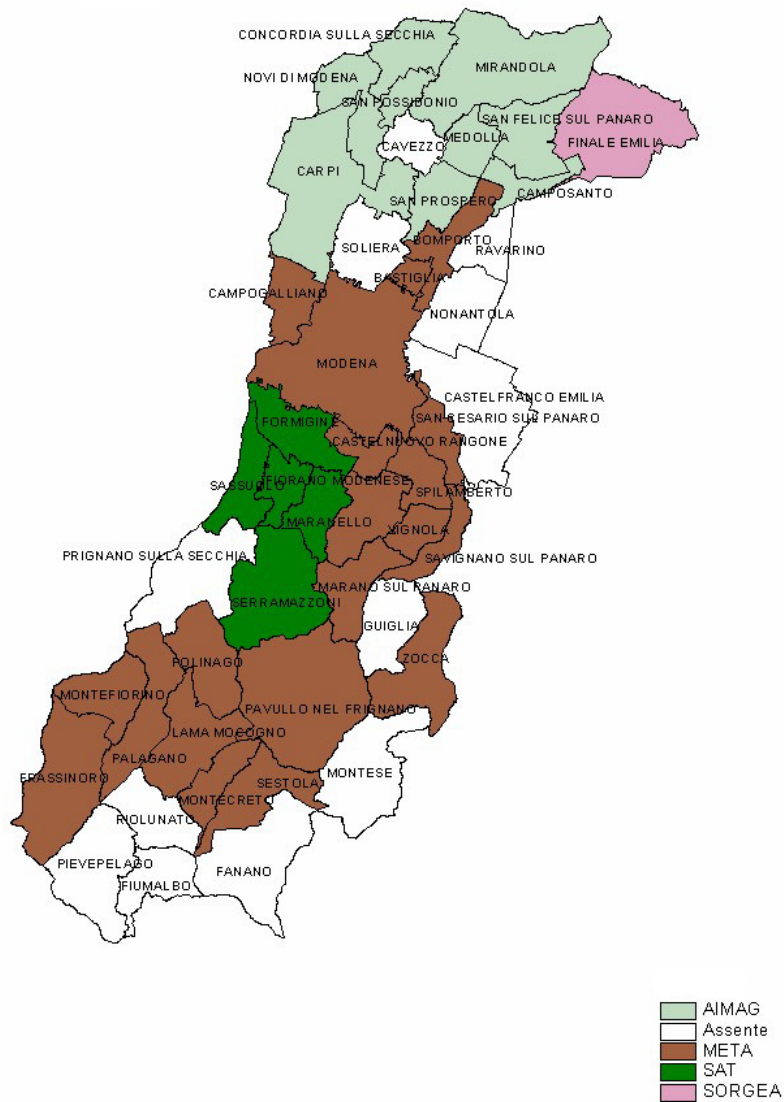 CONCORDIA SULLA SECCHIA
MIRANDOLA
NOVI DI MODENA
SAN POSSIDONIO
SAN FELICE SUL PANARO
MEDOLLA
FINALE EMILIA
CAVEZZO
CARPI
CAMPOSANTO
SAN PROSPERO
BOMPORTO
SOLIERA
RAVARINO
BASTIGLIA
CAMPOGALLIANO
NONANTOLA
MODENA
CASTELFRANCO EMILIA
SAN CESARIO SUL PANARO
FORMIGINE
CASTELNUOVO RANGONE
FIORANO MODENESE
SASSUOLO
SPILAMBERTO
MARANELLO
VIGNOLA
PRIGNANO SULLA SECCHIA
SAVIGNANO SUL PANARO
MARANO SUL PANARO
SERRAMAZZONI
GUIGLIA
ZOCCA
POLINAGO
MONTEFIORINO
PAVULLO NEL FRIGNANO
LAMA MOCOGNO
PALAGANO
MONTESE
FRASSINORO
SESTOLA
MONTECRETO
RIOLUNATO
PIEVEPELAGO
FANANO
FIUMALBO
AIMAG
Assente
META
SAT
SORGEA